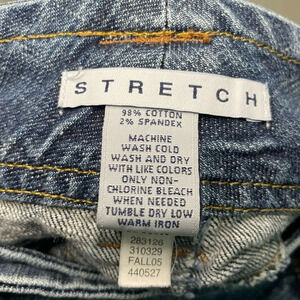 STRETCH
98% COTTON
2% SPANDEX
MACHINE
WASH COLD
WASH AND DRY
WITH LIKE COLORS
ONLY NON-
CHLORINE BLEACH
WHEN NEEDED
TUMBLE DRY LOW
WARM IRON
283126
310329
FALL05
440527